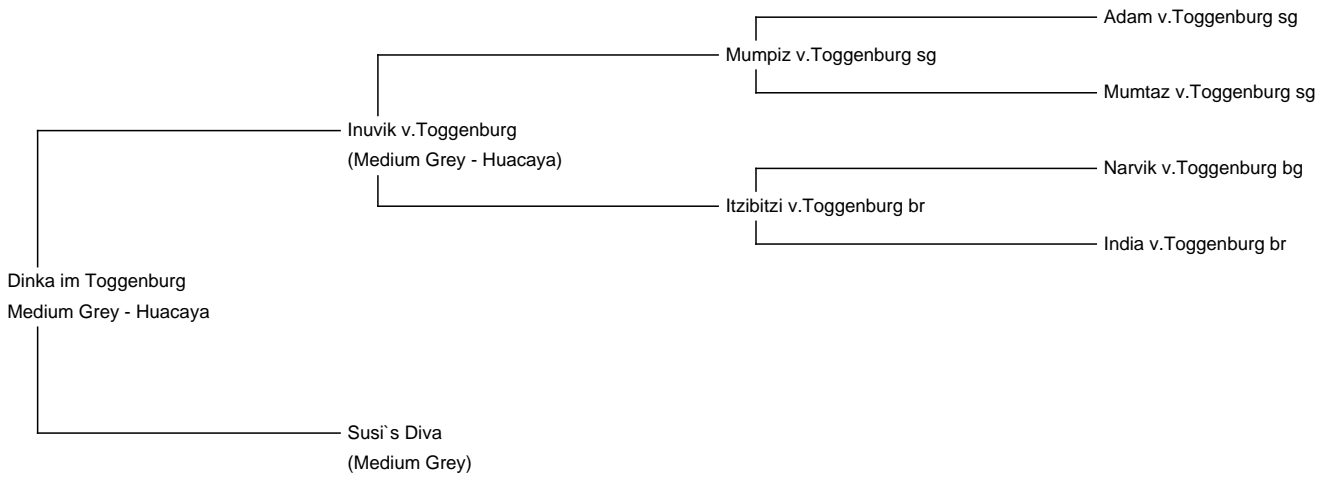 Adam v.Toggenburg sg
Mumpiz v.Toggenburg sg
Mumtaz v.Toggenburg sg
Inuvik v.Toggenburg
(Medium Grey - Huacaya)
Narvik v.Toggenburg bg
Itzibitzi v.Toggenburg br
India v.Toggenburg br
Dinka im Toggenburg
Medium Grey - Huacaya
Susi`s Diva
(Medium Grey)